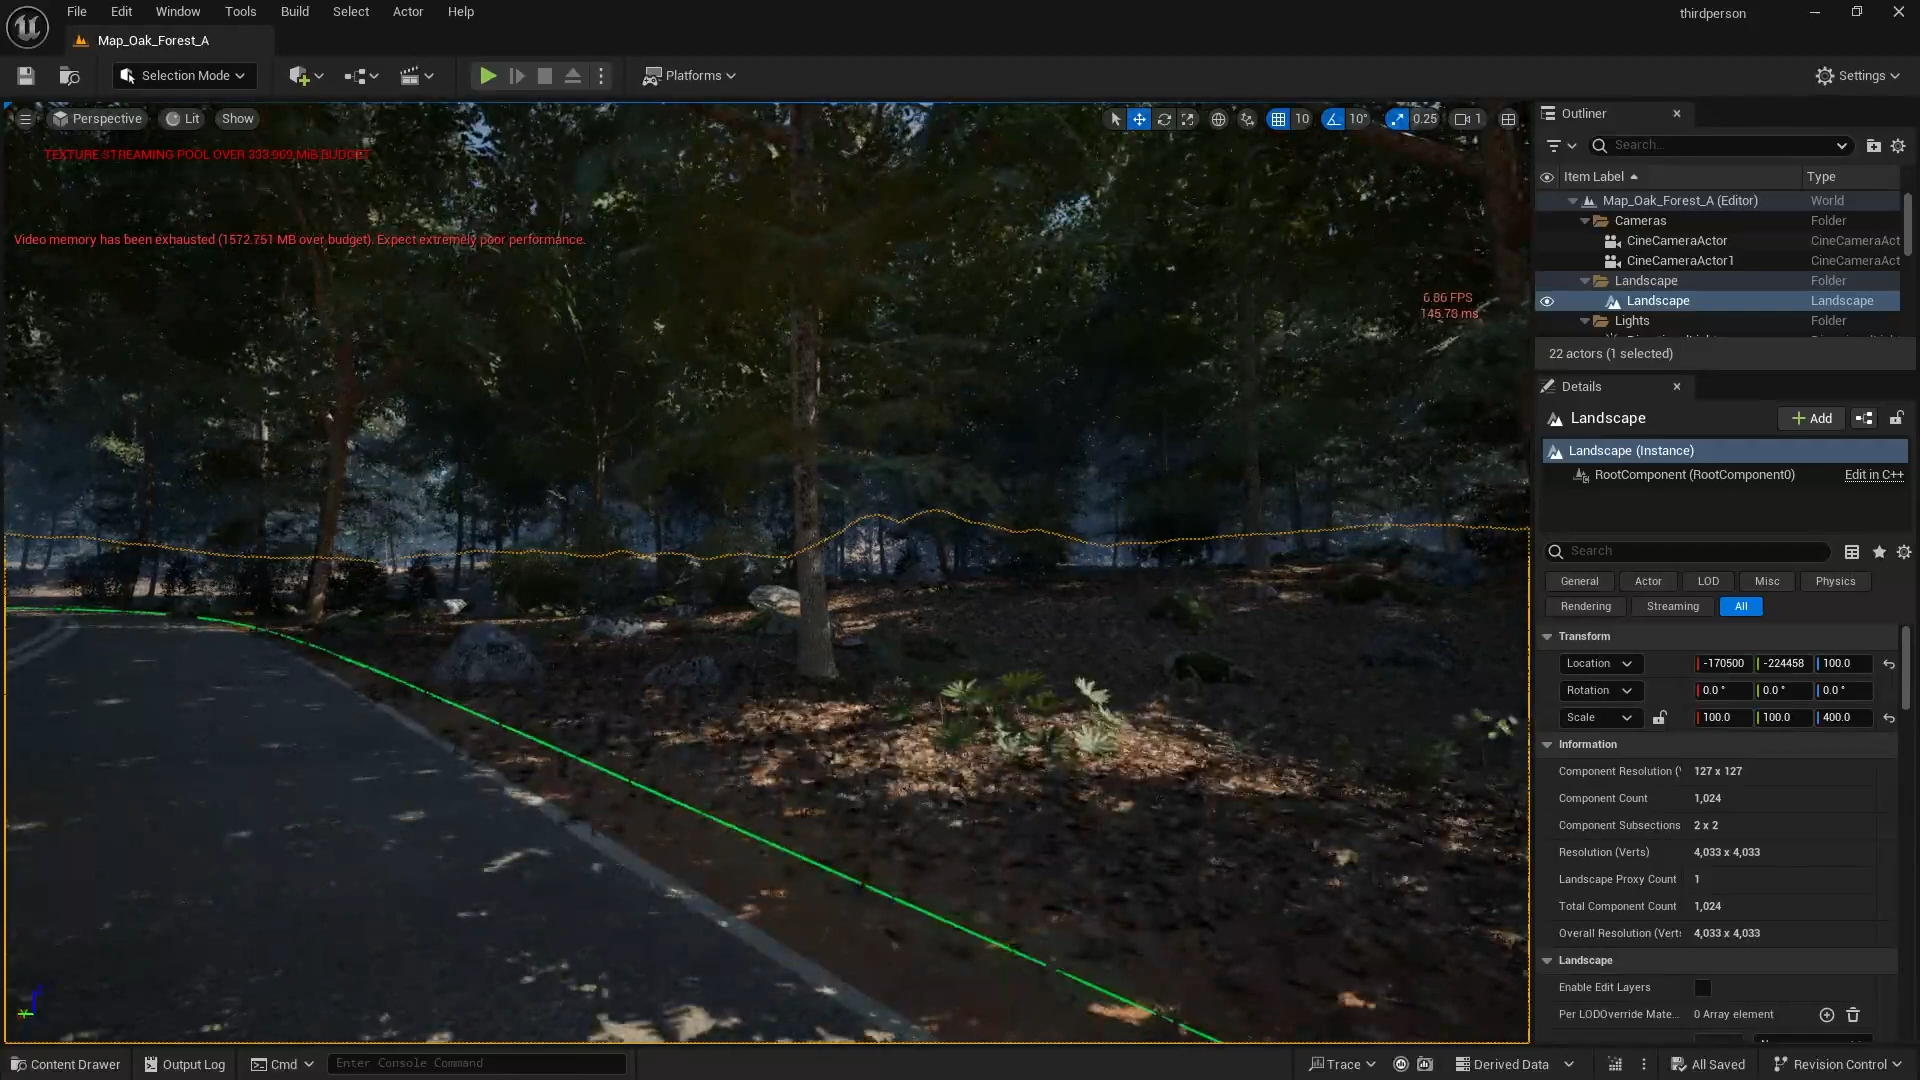 File Edit Window Tools Build Select Actor Help
thirdperson
Map_Oak_Forest_A
Selection Mode
Platforms
Settings
Perspective Lit Show
10 10° 0.25 1
TEXTURE STREAMING POOL OVER 333.969 MiB BUDGET
Video memory has been exhausted (1572.751 MB over budget). Expect extremely poor performance.
6.86 FPS
145.78 ms
Outliner
Search...
Item Label Type
Map_Oak_Forest_A (Editor) World
Cameras Folder
CineCameraActor CineCameraAct
CineCameraActor1 CineCameraAct
Landscape Folder
Landscape Landscape
Lights Folder
22 actors (1 selected)
Details
Landscape
Add
Landscape (Instance)
RootComponent (RootComponent0) Edit in C++
Search
General Actor LOD Misc Physics
Rendering Streaming All
Transform
Location -170500 -224458 100.0
Rotation 0.0 ° 0.0 ° 0.0 °
Scale 100.0 100.0 400.0
Information
Component Resolution (V 127 x 127
Component Count 1,024
Component Subsections 2 x 2
Resolution (Verts) 4,033 x 4,033
Landscape Proxy Count 1
Total Component Count 1,024
Overall Resolution (Verts 4,033 x 4,033
Landscape
Enable Edit Layers
Per LODOverride Mate... 0 Array element
Content Drawer Output Log Cmd Enter Console Command Trace Derived Data All Saved Revision Control